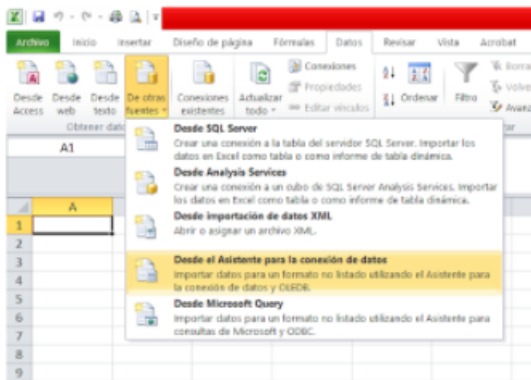 Archivo Inicio Insertar Diseño de página Fórmulas Datos Revisar Vista Acrobat
Desde Access
Desde web
Desde texto
De otras fuentes
Conexiones existentes
Actualizar todo
Conexiones
Propiedades
Editar vínculos
Ordenar
Filtro
Borra
Volve
Avanz
Obtener dat
A1
Desde SQL Server
Crear una conexión a la tabla del servidor SQL Server. Importar los
datos en Excel como tabla o como informe de tabla dinámica.
Desde Analysis Services
Crear una conexión a un cubo de SQL Server Analysis Services. Importar
los datos en Excel como tabla o como informe de tabla dinámica.
Desde importación de datos XML
Abrir o asignar un archivo XML.
Desde el Asistente para la conexión de datos
Importar datos para un formato no listado utilizando el Asistente para
la conexión de datos y OLEDB.
Desde Microsoft Query
Importar datos para un formato no listado utilizando el Asistente para
consultas de Microsoft y ODBC.
A
1
2
3
4
5
6
7
8
9